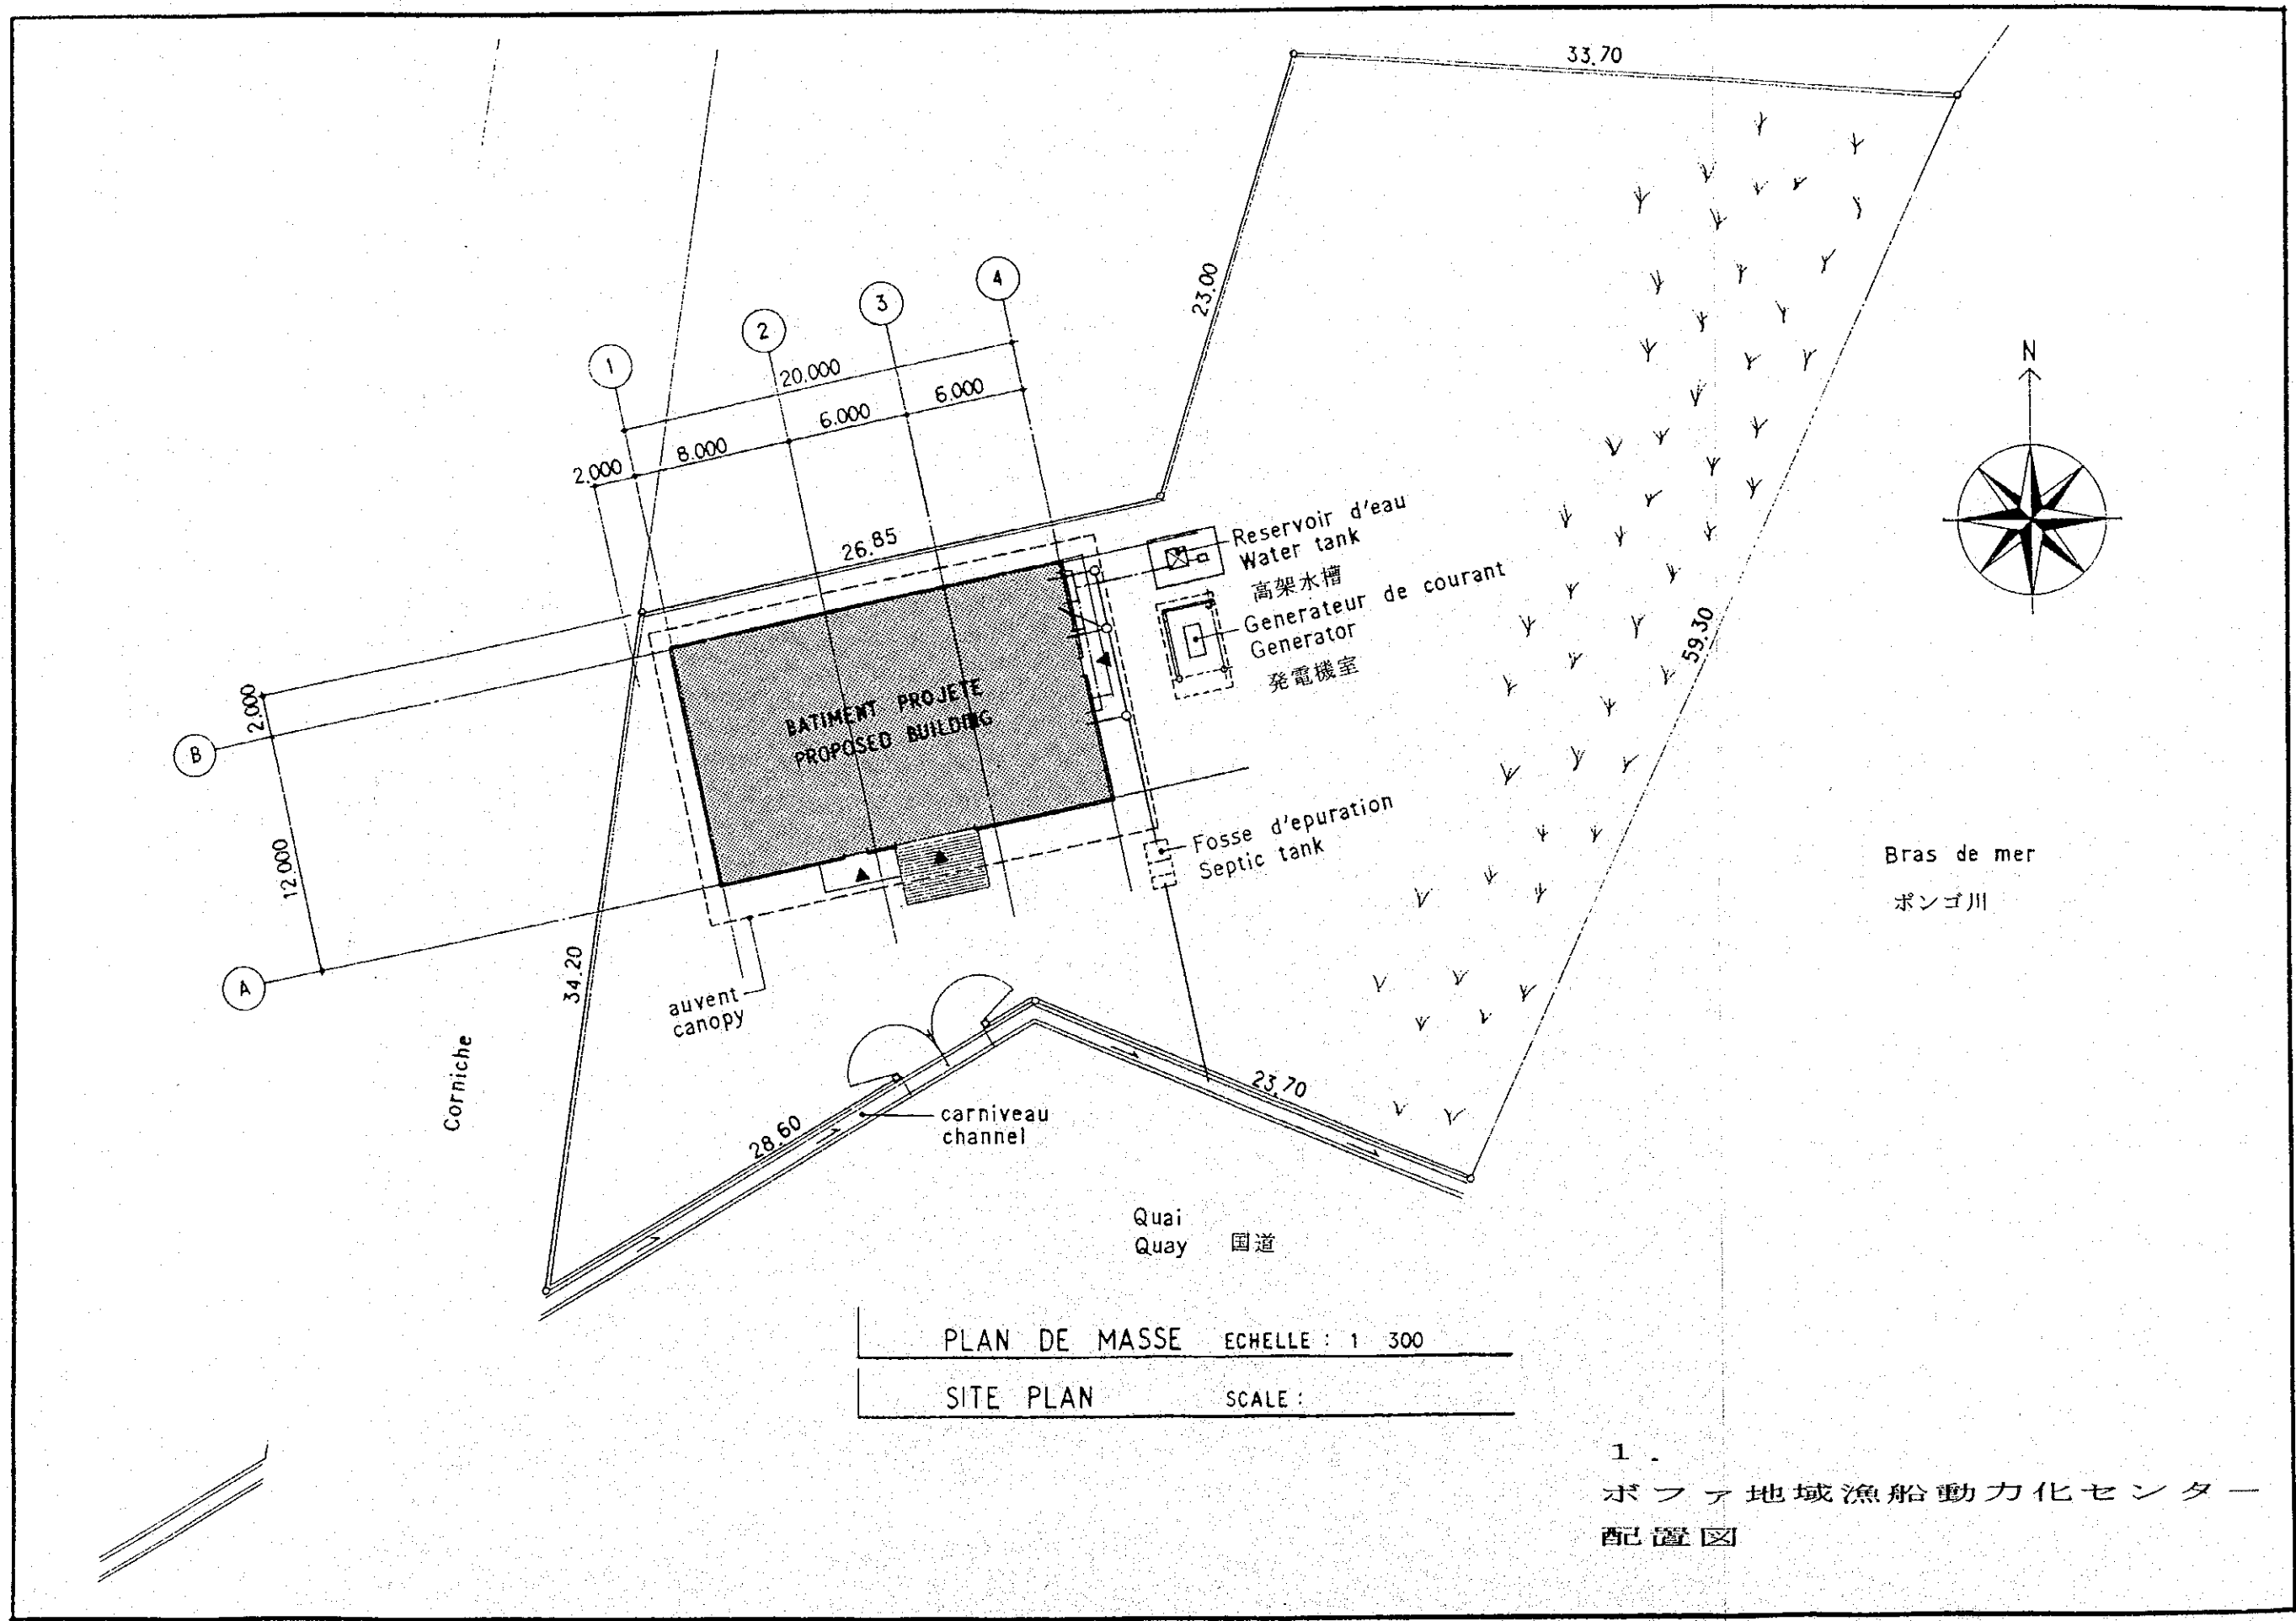 33.70
23.00
4
3
2
1
20.000
6.000
6.000
8.000
2.000
N
26.85
Reservoir d'eau
Water tank
高架水槽
Generateur de courant
Generator
発電機室
59.30
BATIMENT PROJETE
PROPOSED BUILDING
2.000
B
12.000
A
Fosse d'epuration
Septic tank
Bras de mer
ポンゴ川
34.20
auvent
canopy
Corniche
28.60
carniveau
channel
23.70
Quai
Quay 国道
PLAN DE MASSE ECHELLE : 1 300
SITE PLAN SCALE :
1.
ボファ地域漁船動力化センター
配置図